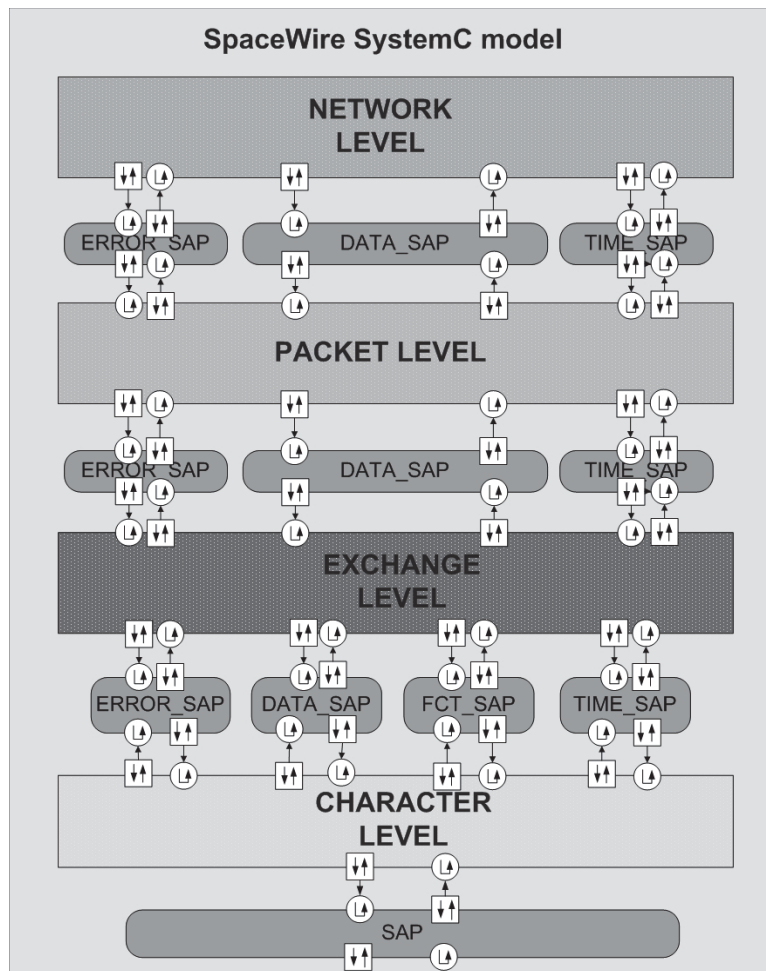 SpaceWire SystemC model
NETWORK
LEVEL
ERROR_SAP
DATA_SAP
TIME_SAP
PACKET LEVEL
ERROR_SAP
DATA_SAP
TIME_SAP
EXCHANGE
LEVEL
ERROR_SAP
DATA_SAP
FCT_SAP
TIME_SAP
CHARACTER
LEVEL
SAP